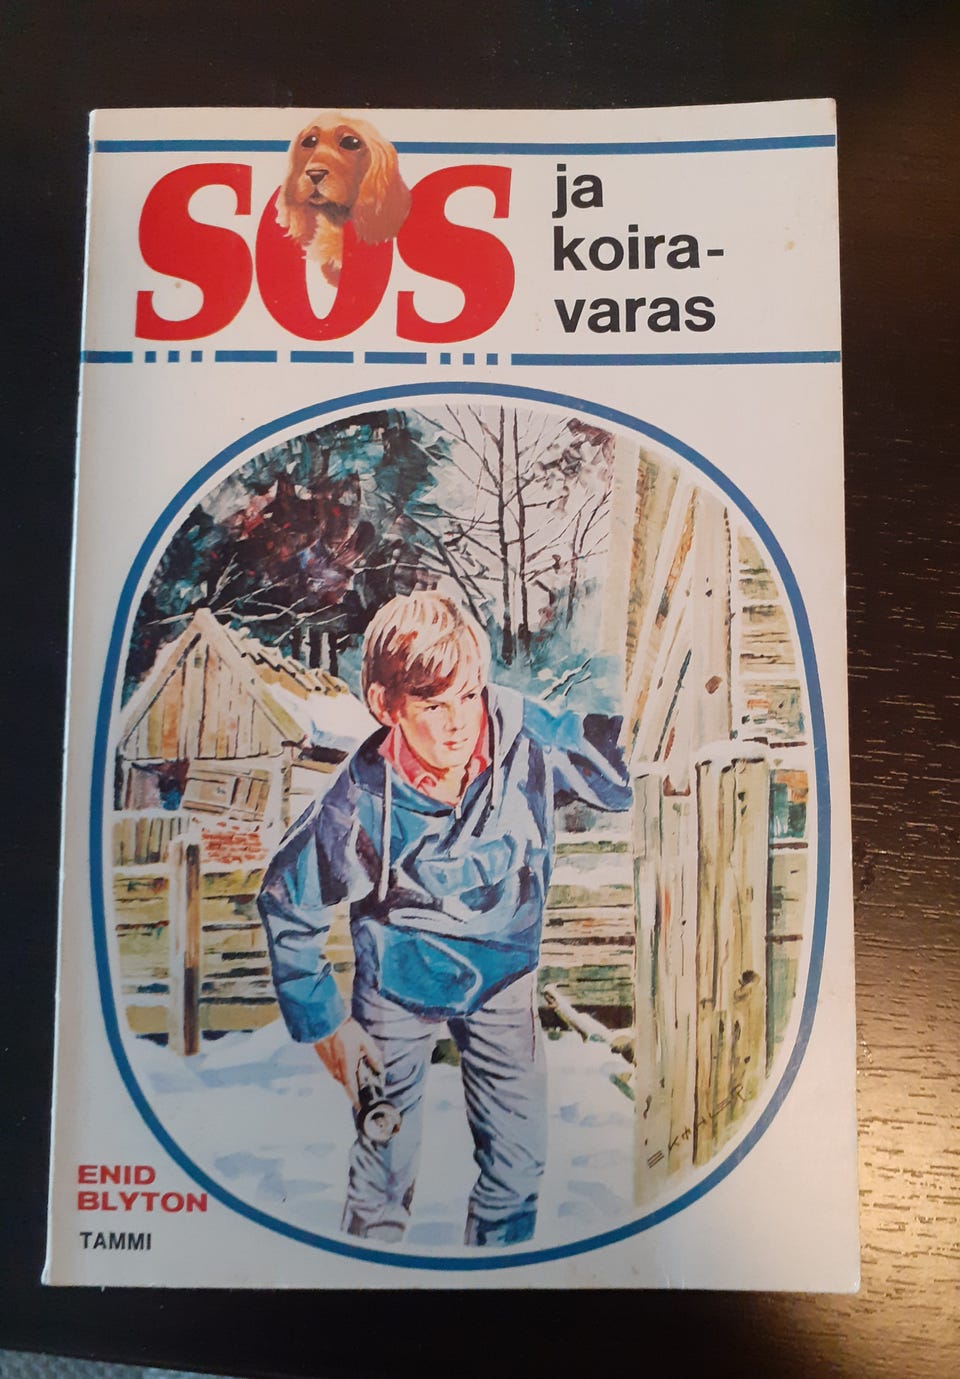 SOS
ja
koira-
varas
ENID
BLYTON
TAMMI